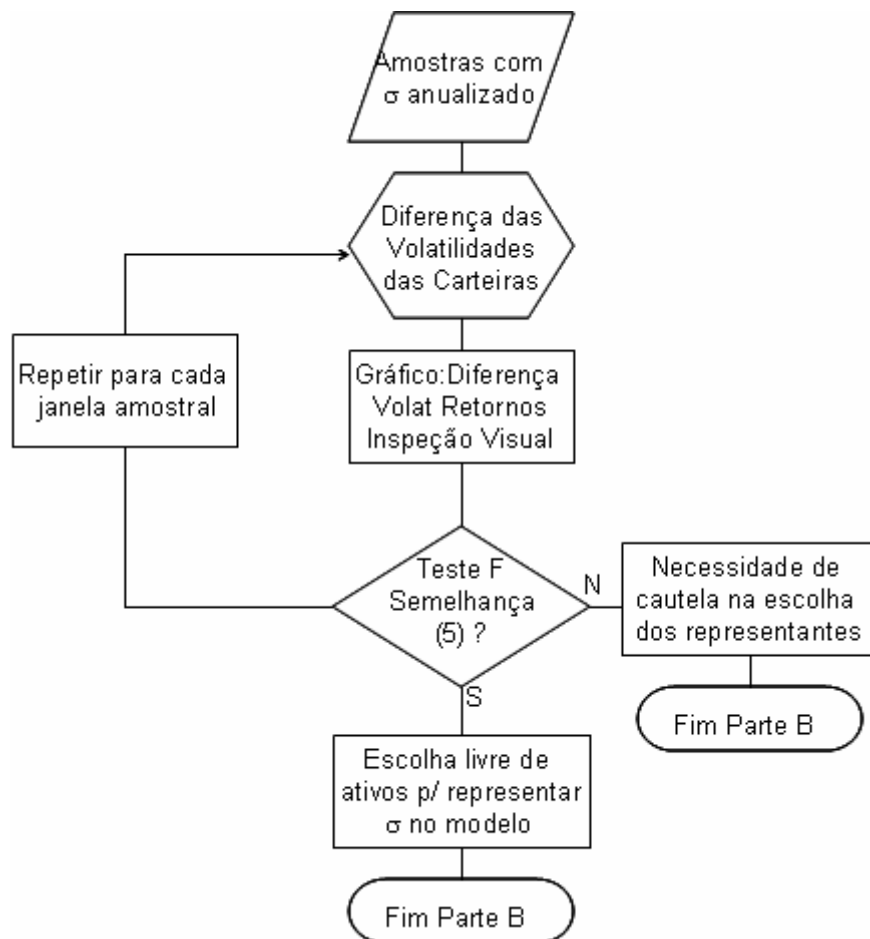 Amostras com
σ anualizado
Diferença das
Volatilidades
das Carteiras
Repetir para cada
janela amostral
Gráfico:Diferença
Volat Retornos
Inspeção Visual
Teste F
Semelhança
(5) ?
N
Necessidade de
cautela na escolha
dos representantes
Fim Parte B
S
Escolha livre de
ativos p/ representar
σ no modelo
Fim Parte B